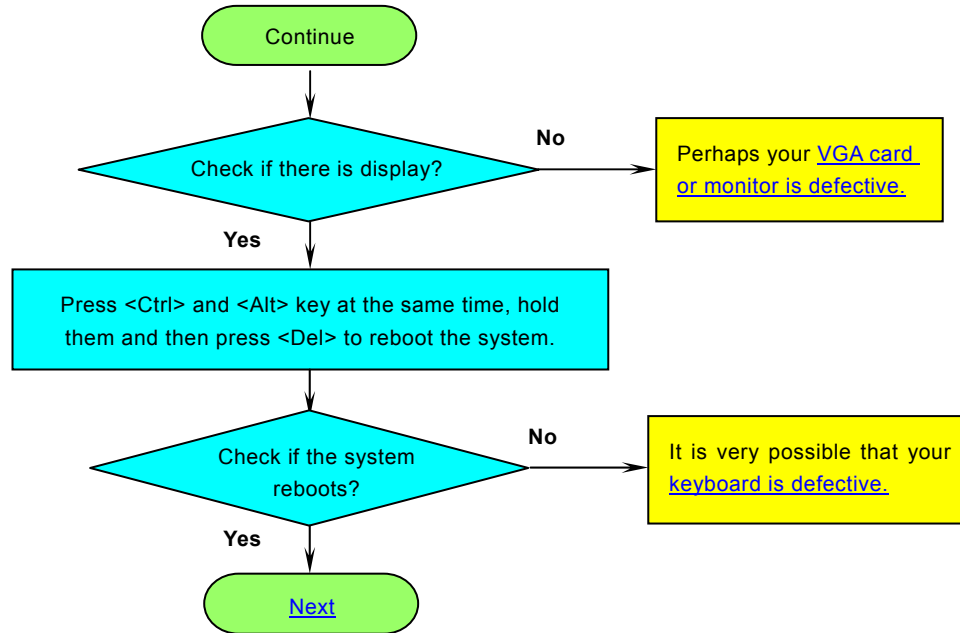 Continue
Check if there is display?
No
Perhaps your VGA card
or monitor is defective.
Yes
Press <Ctrl> and <Alt> key at the same time, hold
them and then press <Del> to reboot the system.
Check if the system
reboots?
No
It is very possible that your
keyboard is defective.
Yes
Next